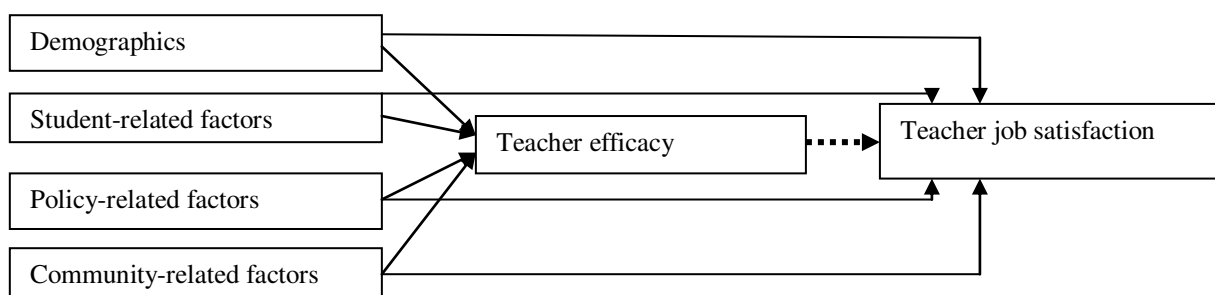 Demographics
Student-related factors
Policy-related factors
Community-related factors
Teacher efficacy
Teacher job satisfaction